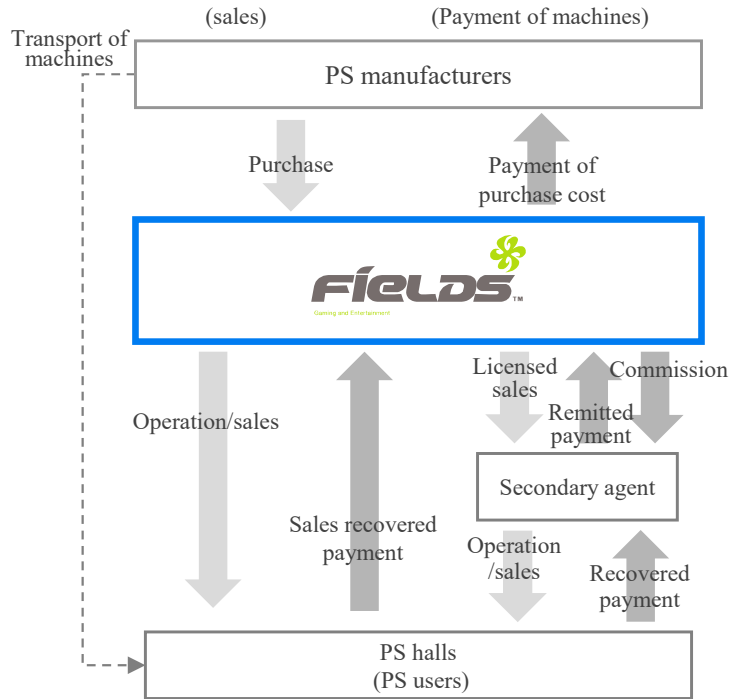 (sales)
(Payment of machines)
Transport of
machines
PS manufacturers
Purchase
Payment of
purchase cost
FIELDS™
Gaming and Entertainment
Licensed
sales
Commission
Operation/sales
Remitted
payment
Secondary agent
Sales recovered
payment
Operation
/sales
Recovered
payment
PS halls
(PS users)